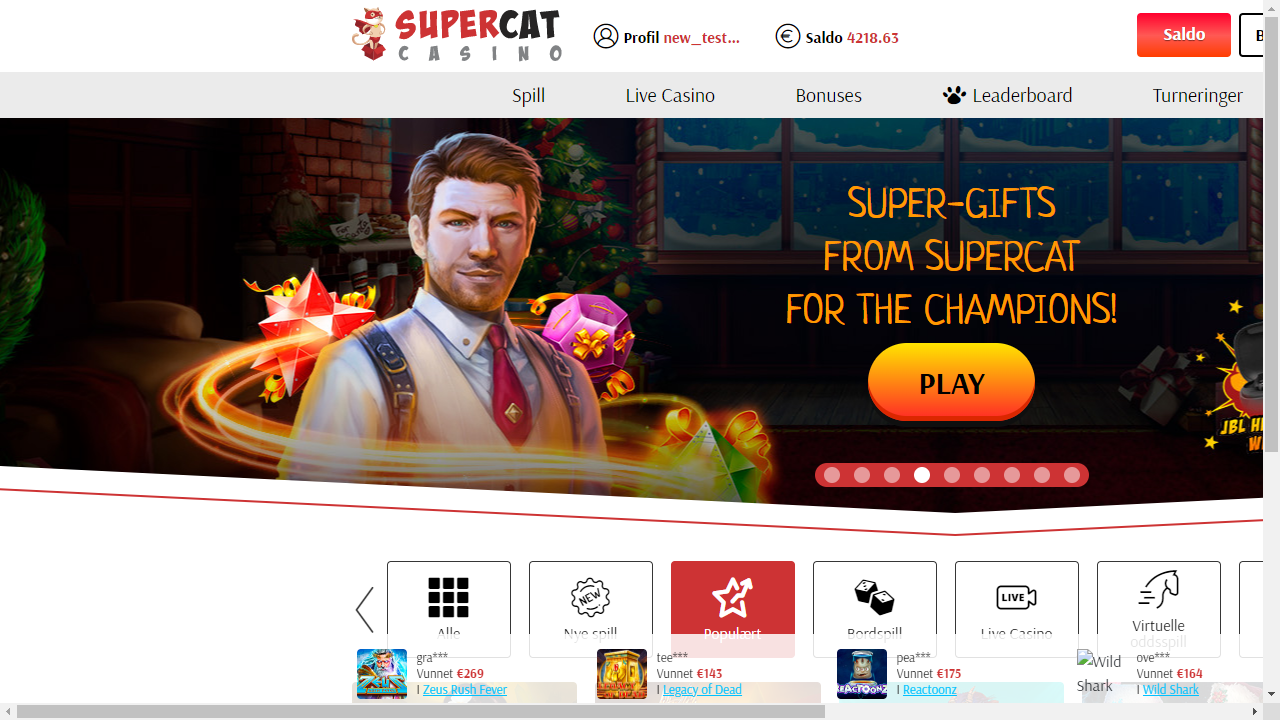 SUPERCAT
CASINO
Profil new_test...
Saldo 4218.63
Saldo
Spill
Live Casino
Bonuses
Leaderboard
Turneringer
SUPER-GIFTS
FROM SUPERCAT
FOR THE CHAMPIONS!
PLAY
Alle
NEW
Nye spill
Populært
Bordspill
LIVE
Live Casino
Virtuelle
oddsspill
gra***
Vunnet €269
I Zeus Rush Fever
tee***
Vunnet €143
I Legacy of Dead
REACTOONZ
pea***
Vunnet €175
I Reactoonz
Wild
Shark
ove***
Vunnet €164
I Wild Shark